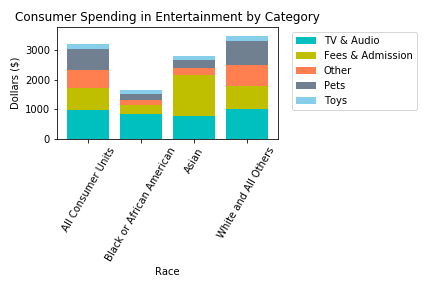 Consumer Spending in Entertainment by Category
Dollars ($)
3000
2000
1000
0
All Consumer Units
Black or African American
Asian
White and All Others
Race
TV & Audio
Fees & Admission
Other
Pets
Toys